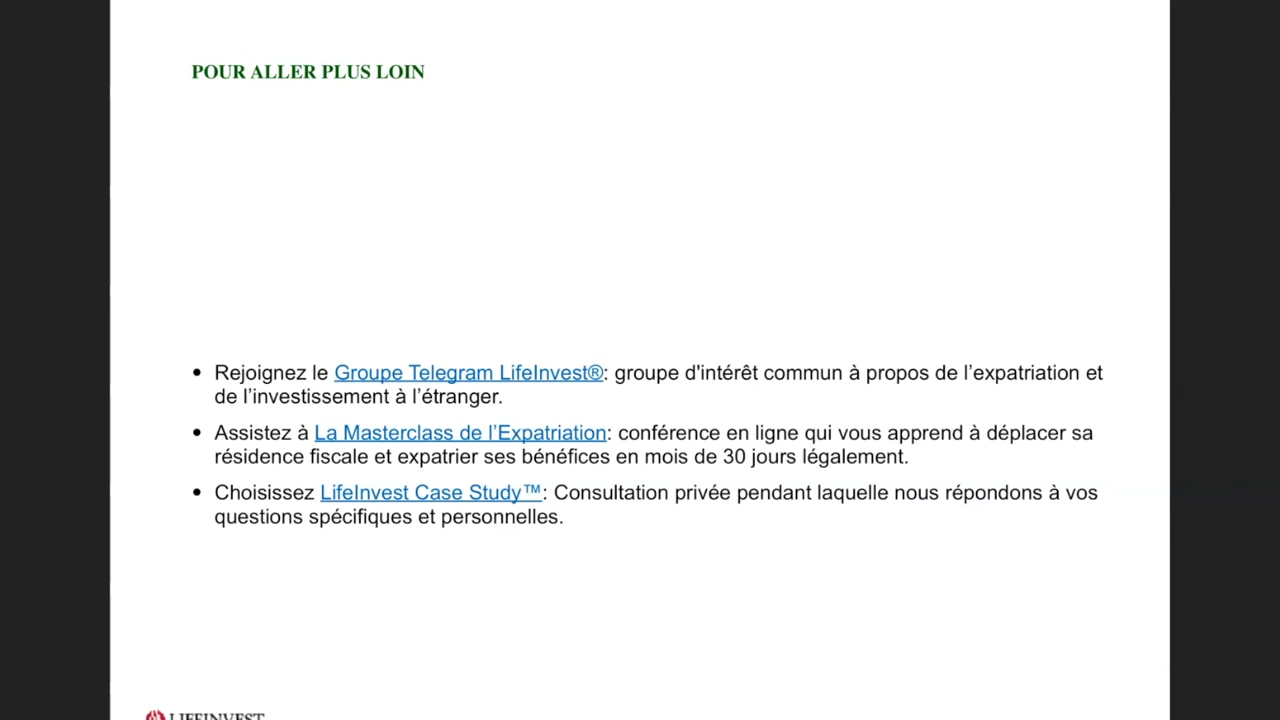 POUR ALLER PLUS LOIN
• Rejoignez le Groupe Telegram LifeInvest®: groupe d'intérêt commun à propos de l’expatriation et
de l’investissement à l’étranger.
• Assistez à La Masterclass de l’Expatriation: conférence en ligne qui vous apprend à déplacer sa
résidence fiscale et expatrier ses bénéfices en mois de 30 jours légalement.
• Choisissez LifeInvest Case Study™: Consultation privée pendant laquelle nous répondons à vos
questions spécifiques et personnelles.
LIFEINVEST